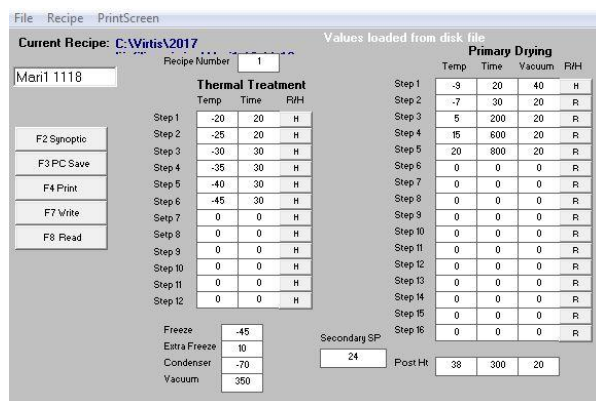 File Recipe PrintScreen
Current Recipe: C:\Virtis\2017
Values loaded from disk file
Recipe Number 1
Mari1 1118
F2 Synoptic
F3 PC Save
F4 Print
F7 Write
F8 Read
Thermal Treatment
Temp Time R/H
Step 1 -20 20 H
Step 2 -25 20 H
Step 3 -30 30 H
Step 4 -35 30 H
Step 5 -40 30 H
Step 6 -45 30 H
Setp 7 0 0 H
Setp 8 0 0 H
Step 9 0 0 H
Step 10 0 0 H
Step 11 0 0 H
Step 12 0 0 H
Freeze -45
Extra Freeze 10
Condenser -70
Vacuum 350
Secondary SP
24
Primary Drying
Temp Time Vacuum R/H
Step 1 -9 20 40 H
Step 2 -7 30 20 R
Step 3 5 200 20 R
Step 4 15 600 20 R
Step 5 20 800 20 R
Step 6 0 0 0 R
Step 7 0 0 0 R
Step 8 0 0 0 R
Step 9 0 0 0 R
Step 10 0 0 0 R
Step 11 0 0 0 R
Step 12 0 0 0 R
Step 13 0 0 0 R
Step 14 0 0 0 R
Step 15 0 0 0 R
Step 16 0 0 0 R
Post Ht 38 300 20